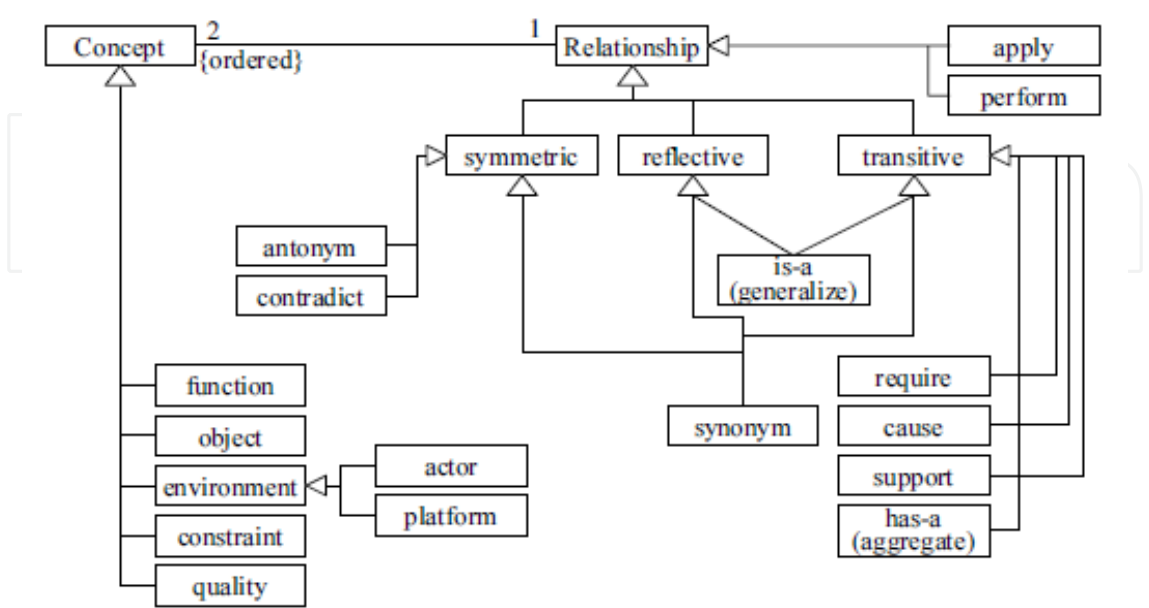 Concept
2
{ordered}
1
Relationship
apply
perform
symmetric
reflective
transitive
antonym
contradict
is-a
(generalize)
function
object
environment
constraint
quality
actor
platform
synonym
require
cause
support
has-a
(aggregate)